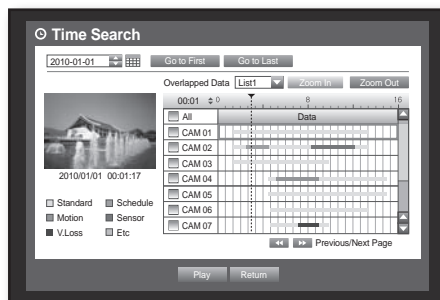 Time Search
2010-01-01
Go to First
Go to Last
Overlapped Data
List1
Zoom In
Zoom Out
00:01
0
8
16
All
Data
CAM 01
CAM 02
CAM 03
CAM 04
CAM 05
CAM 06
CAM 07
2010/01/01 00:01:17
Standard
Schedule
Motion
Sensor
V.Loss
Etc
Previous/Next Page
Play
Return